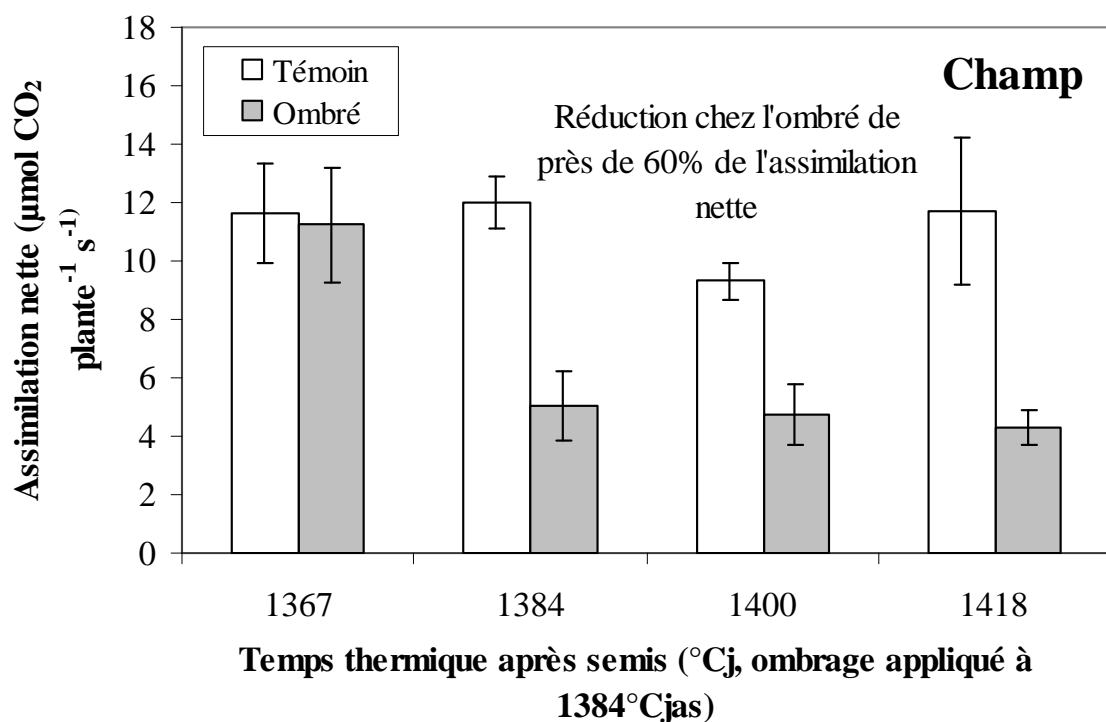 Assimilation nette (µmol CO₂
plante⁻¹ s⁻¹)
18
16
14
12
10
8
6
4
2
0
Témoin
Ombré
Champ
Réduction chez l'ombré de
près de 60% de l'assimilation
nette
1367 1384 1400 1418
Temps thermique après semis (°Cj, ombrage appliqué à
1384°Cjas)